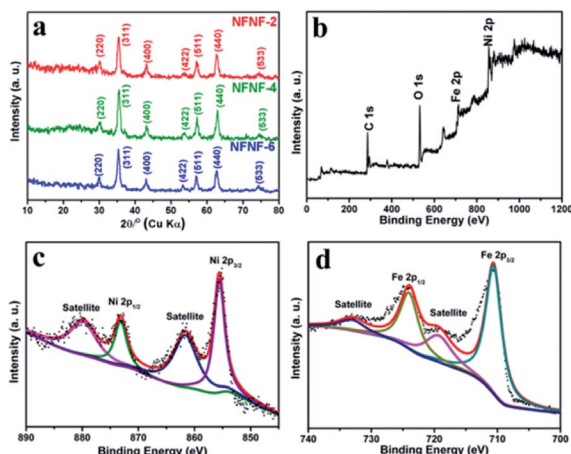 a
NFNF-2
(220)
(311)
(400)
(422)
(511)
(440)
(533)
NFNF-4
(220)
(311)
(400)
(422)
(511)
(440)
(533)
NFNF-6
(220)
(311)
(400)
(422)
(511)
(440)
(533)
Intensity (a. u.)
10 20 30 40 50 60 70 80
2θ/° (Cu Kα)
b
C 1s
O 1s
Fe 2p
Ni 2p
Intensity (a. u.)
0 200 400 600 800 1000 1200
Binding Energy (eV)
c
Satellite
Ni 2p1/2
Satellite
Ni 2p3/2
Intensity (a. u.)
890 880 870 860 850
Binding energy (eV)
d
Satellite
Fe 2p1/2
Satellite
Fe 2p3/2
Intensity (a. u.)
740 730 720 710 700
Binding Energy (eV)